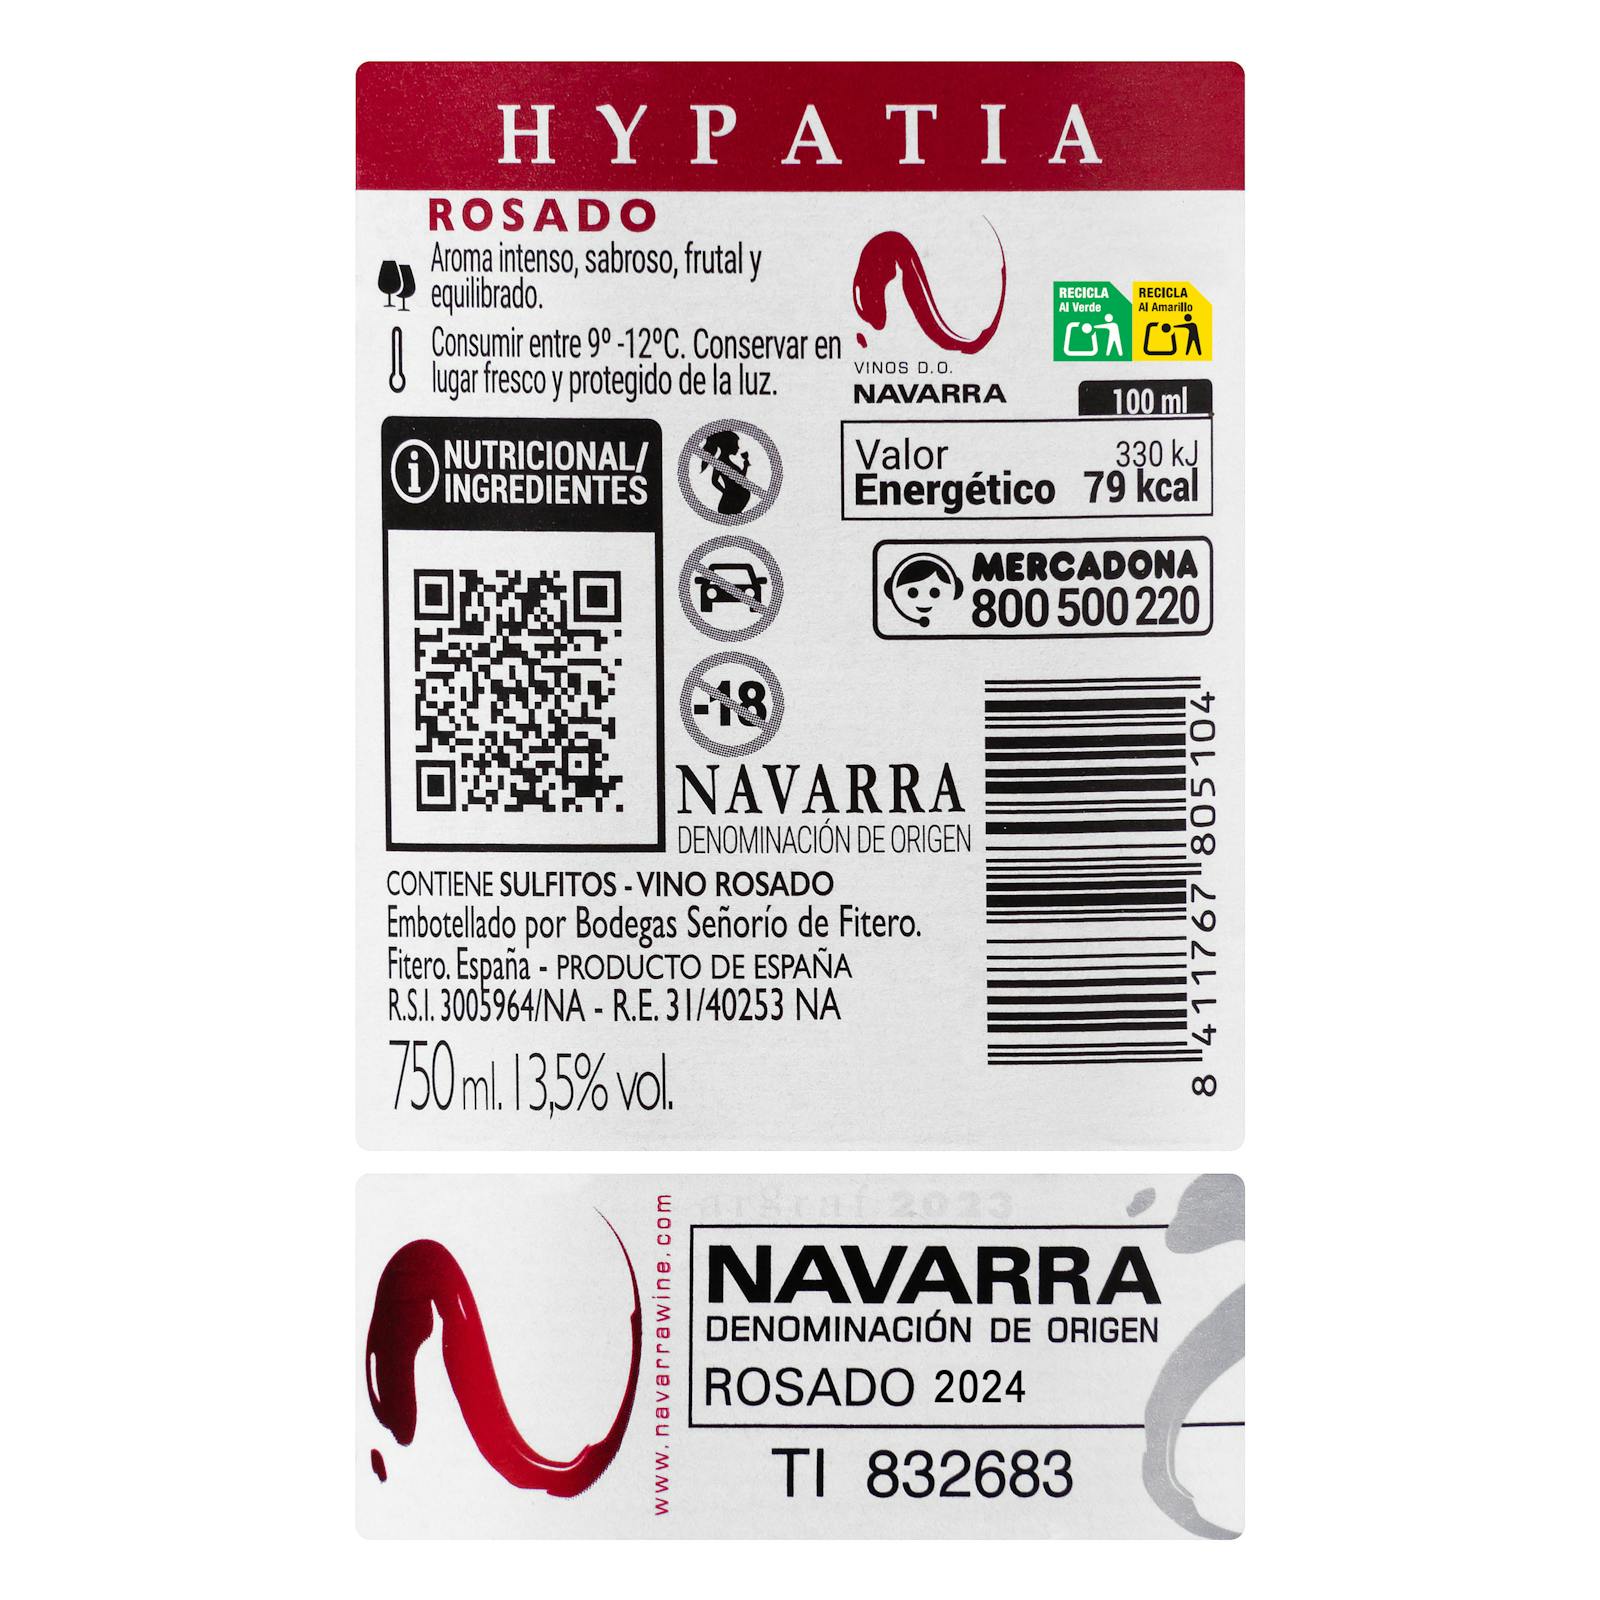 HYPATIA
ROSADO
Aroma intenso, sabroso, frutal y
equilibrado.
Consumir entre 9º -12ºC. Conservar en
lugar fresco y protegido de la luz.
VINOS D.O.
NAVARRA
RECICLA
Al Verde
RECICLA
Al Amarillo
100 ml
Valor
Energético
330 kJ
79 kcal
NUTRICIONAL/
INGREDIENTES
-18
MERCADONA
800 500 220
NAVARRA
DENOMINACIÓN DE ORIGEN
8 411767 805104
CONTIENE SULFITOS - VINO ROSADO
Embotellado por Bodegas Señorío de Fitero.
Fitero. España - PRODUCTO DE ESPAÑA
R.S.I. 3005964/NA - R.E. 31/40253 NA
750 ml. 13,5% vol.
www.navarrawine.com
2023
NAVARRA
DENOMINACIÓN DE ORIGEN
ROSADO 2024
TI 832683